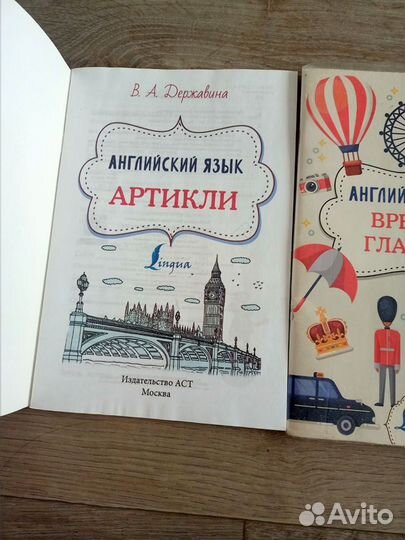 В. А. Державина
АНГЛИЙСКИЙ ЯЗЫК
АРТИКЛИ
Lingua
Издательство АСТ
Москва
АНГЛИЙ
ВРЕ
ГЛА
Avito